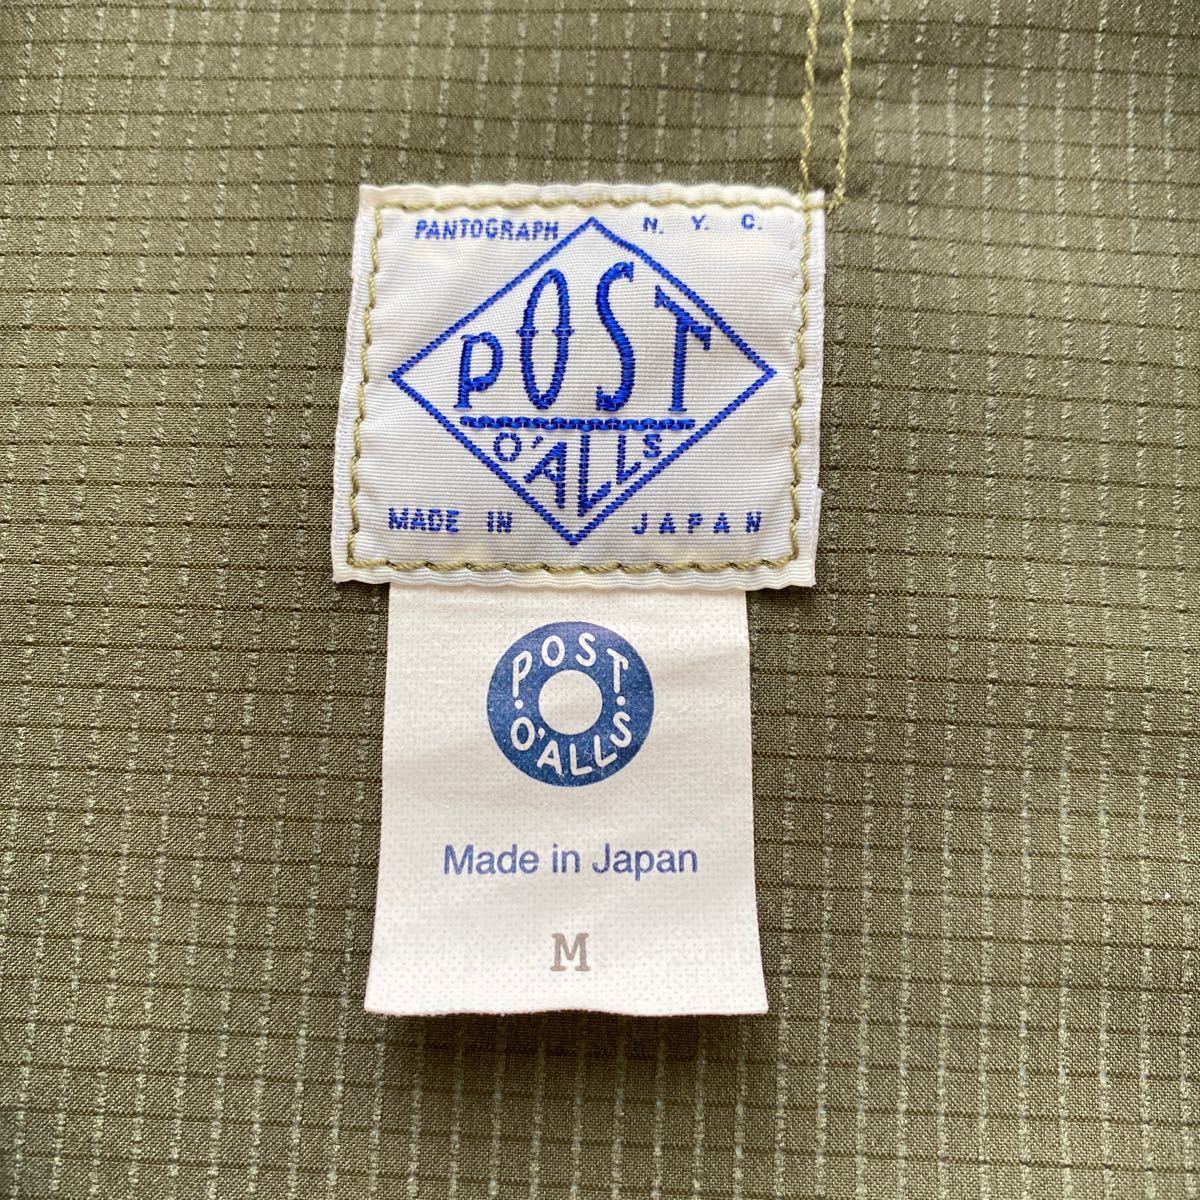 PANTOGRAPH N. Y. C.
POST
O'ALLS
MADE IN JAPAN
POST
O'ALLS
Made in Japan
M